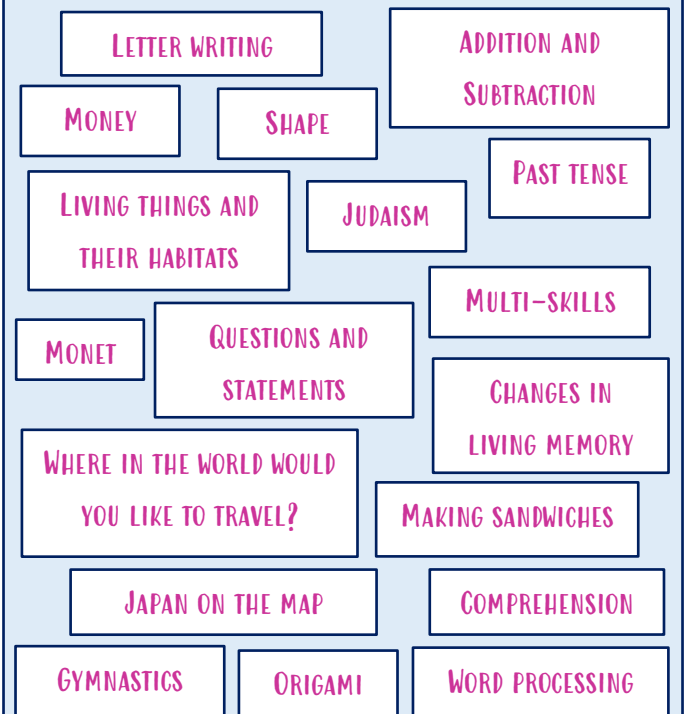 Letter writing
Addition and
Subtraction
Money
Shape
Past tense
Living things and
their habitats
Judaism
Multi-skills
Monet
Questions and
statements
Changes in
living memory
Where in the world would
you like to travel?
Making sandwiches
Japan on the map
Comprehension
Gymnastics
Origami
Word processing